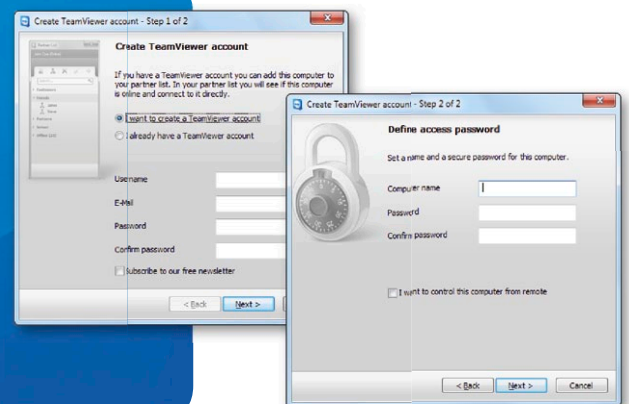 Create TeamViewer account - Step 1 of 2
Create TeamViewer account
If you have a TeamViewer account you can add this computer to
your partner list. In your partner list you will see if this computer
is online and connect to it directly.
I want to create a TeamViewer account
I already have a TeamViewer account
Username
E-Mail
Password
Confirm password
Subscribe to our free newsletter
< Back
Next >
Create TeamViewer account - Step 2 of 2
Define access password
Set a name and a secure password for this computer.
Computer name
Password
Confirm password
I want to control this computer from remote
< Back
Next >
Cancel